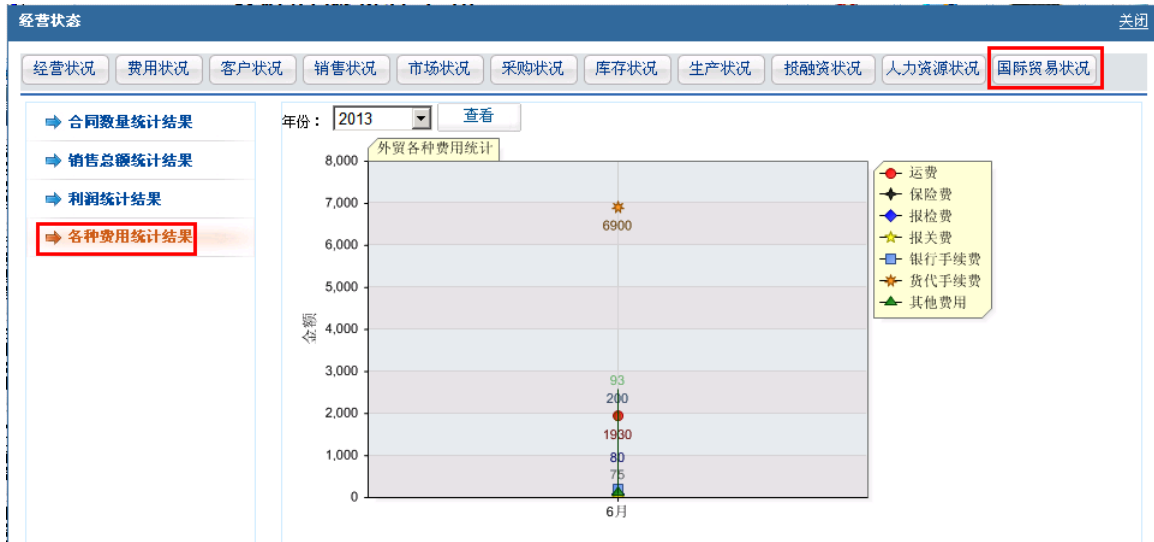 经营状态 关闭
经营状况 费用状况 客户状况 销售状况 市场状况 采购状况 库存状况 生产状况 投融资状况 人力资源状况 国际贸易状况
合同数量统计结果
销售总额统计结果
利润统计结果
各种费用统计结果
年份： 2013 查看
外贸各种费用统计
8,000
7,000
6,000
5,000
4,000
3,000
2,000
1,000
0
金额
6900
93
200
1930
80
75
6月
运费
保险费
报检费
报关费
银行手续费
货代手续费
其他费用